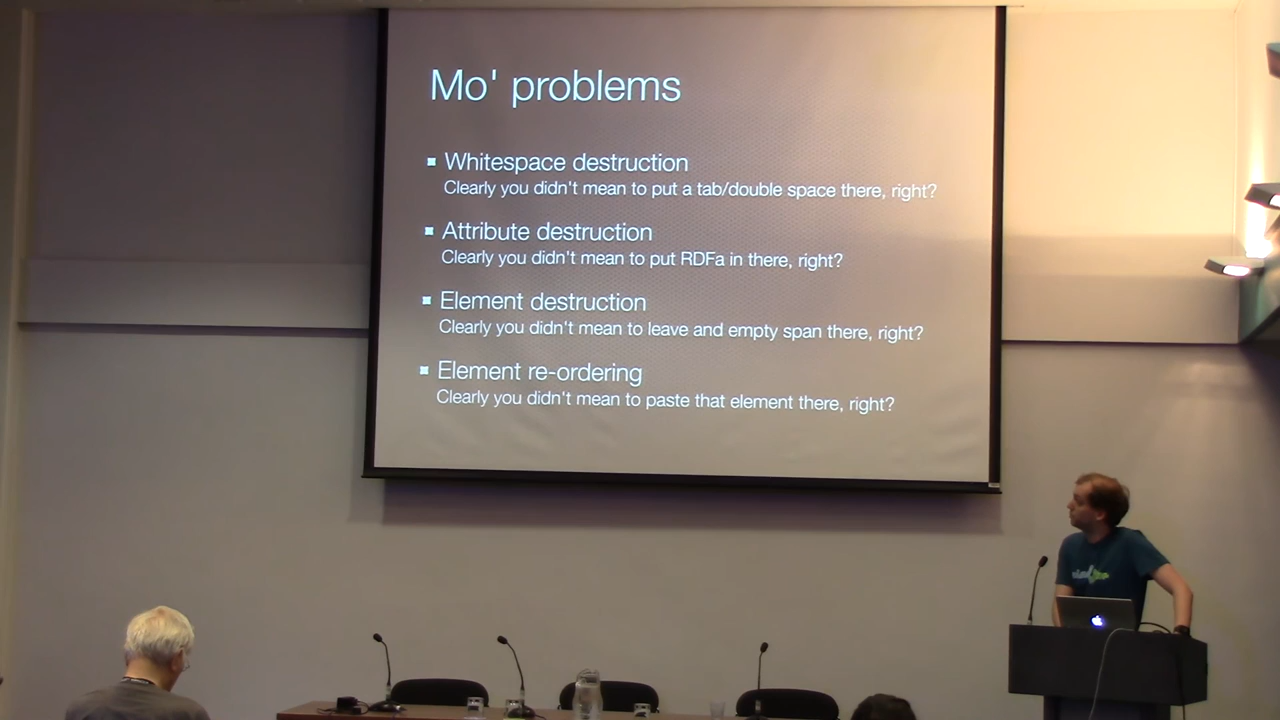 Mo' problems
Whitespace destruction
Clearly you didn't mean to put a tab/double space there, right?
Attribute destruction
Clearly you didn't mean to put RDFa in there, right?
Element destruction
Clearly you didn't mean to leave and empty span there, right?
Element re-ordering
Clearly you didn't mean to paste that element there, right?